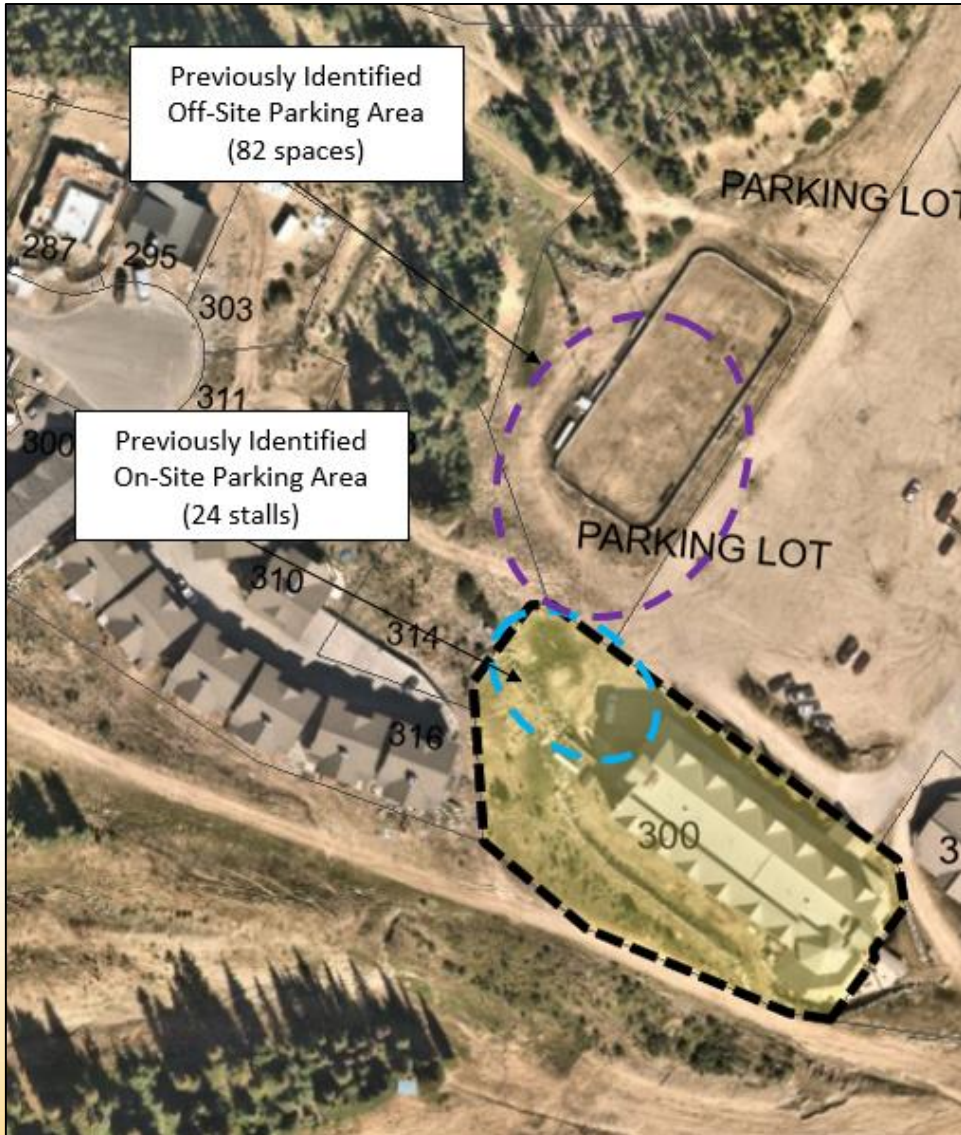 Previously Identified
Off-Site Parking Area
(82 spaces)
PARKING LOT
287
295
303
311
300
Previously Identified
On-Site Parking Area
(24 stalls)
PARKING LOT
310
314
316
300